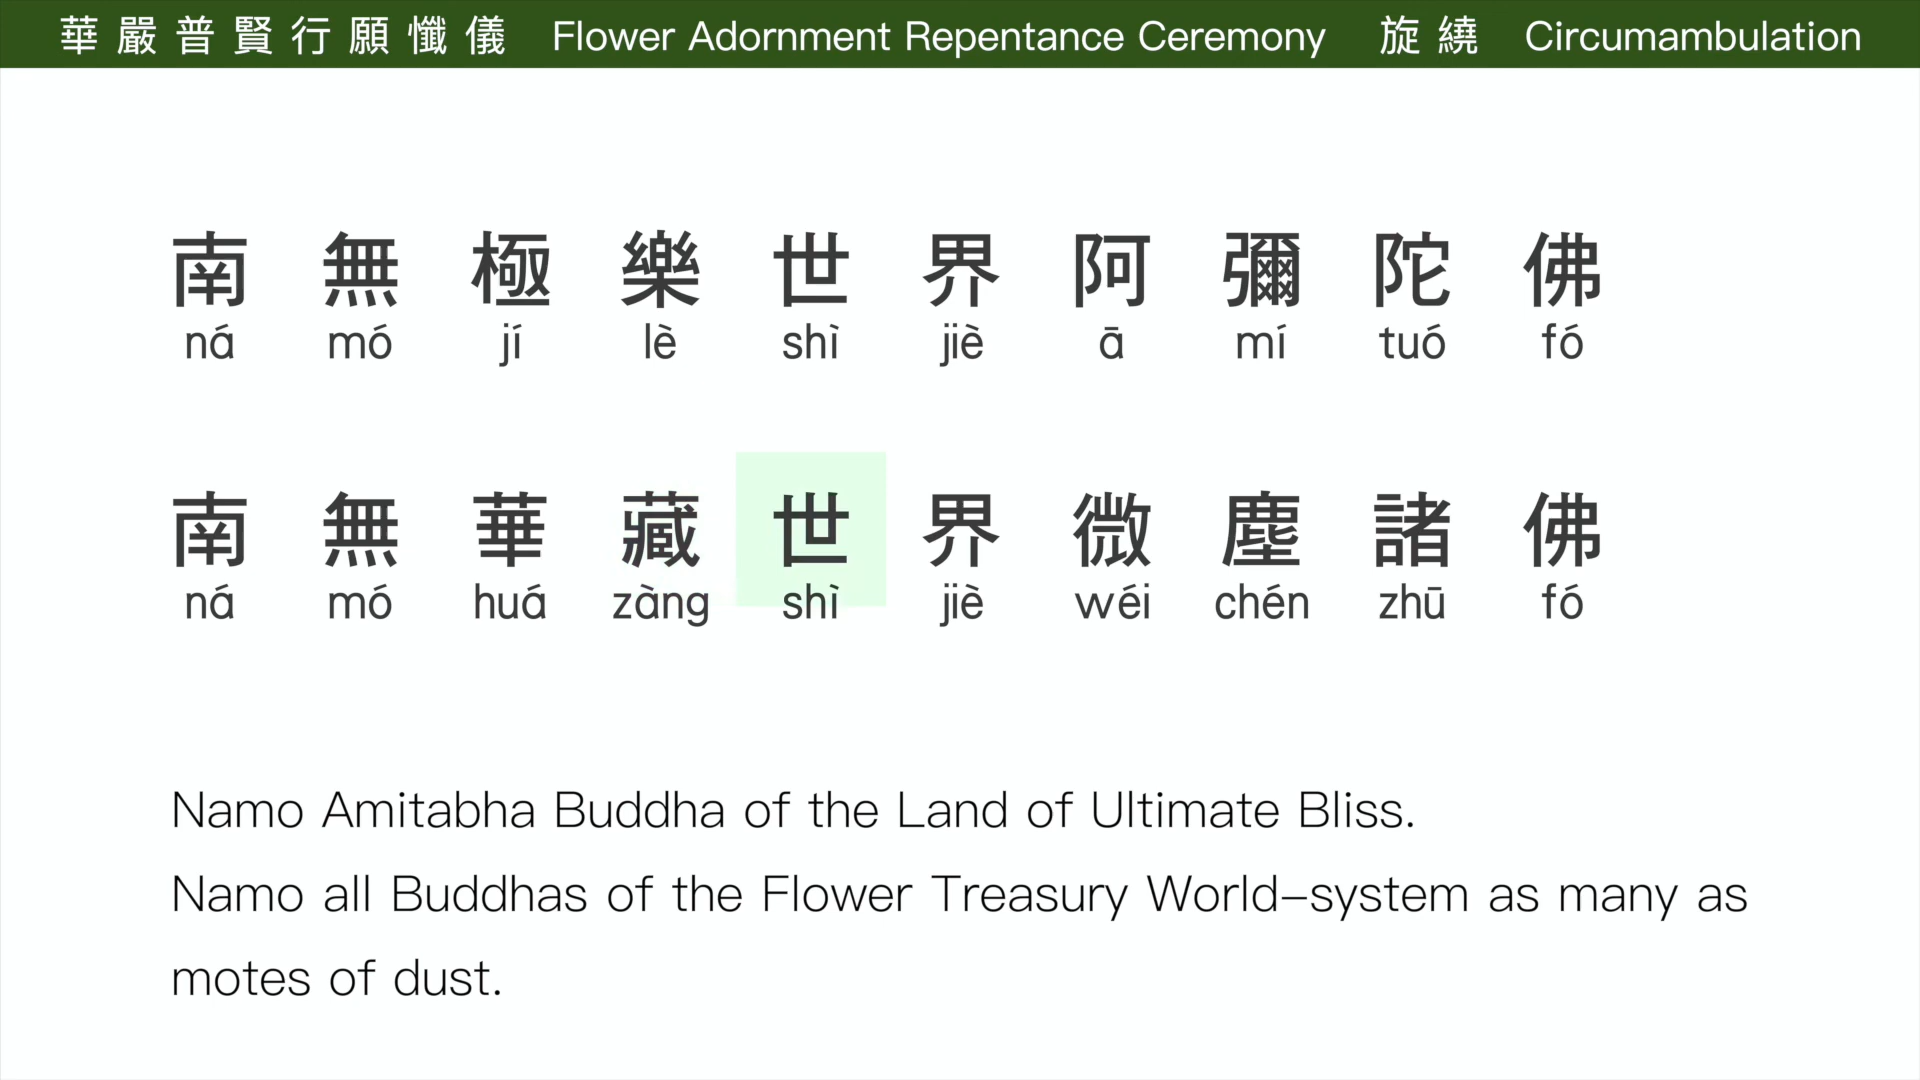 華嚴普賢行願懺儀 Flower Adornment Repentance Ceremony 旋繞 Circumambulation
南無極樂世界阿彌陀佛
ná mó jí lè shì jiè ā mí tuó fó
南無華藏世界微塵諸佛
ná mó huá zàng shì jiè wéi chén zhū fó
Namo Amitabha Buddha of the Land of Ultimate Bliss.
Namo all Buddhas of the Flower Treasury World-system as many as
motes of dust.